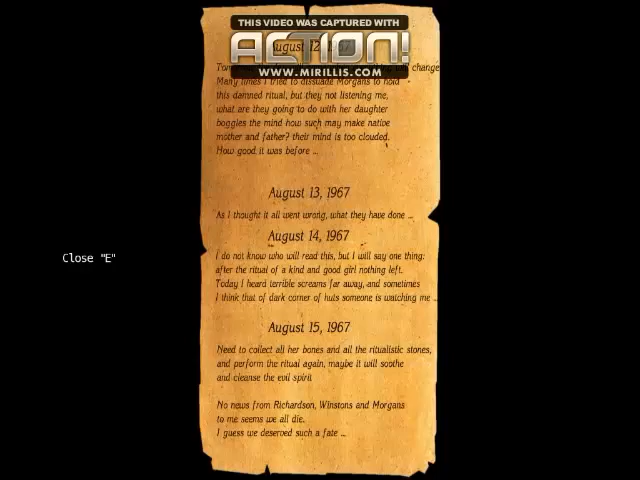 THIS VIDEO WAS CAPTURED WITH
ACTION!
WWW.MIRILLIS.COM
August 12, 1967
change
Many times I tried to dissuade Morgans to hold
this damned ritual, but they not listening me,
what are they going to do with her daughter
boggles the mind how such may make native
mother and father? their mind is too clouded.
How good it was before ...
August 13, 1967
As I thought it all went wrong, what they have done ...
August 14, 1967
Close "E"
I do not know who will read this, but I will say one thing:
after the ritual of a kind and good girl nothing left.
Today I heard terrible screams far away, and sometimes
I think that of dark corner of huts someone is watching me ...
August 15, 1967
Need to collect all her bones and all the ritualistic stones,
and perform the ritual again, maybe it will soothe
and cleanse the evil spirit
No news from Richardson, Winstons and Morgans
to me seems we all die.
I guess we deserved such a fate ...